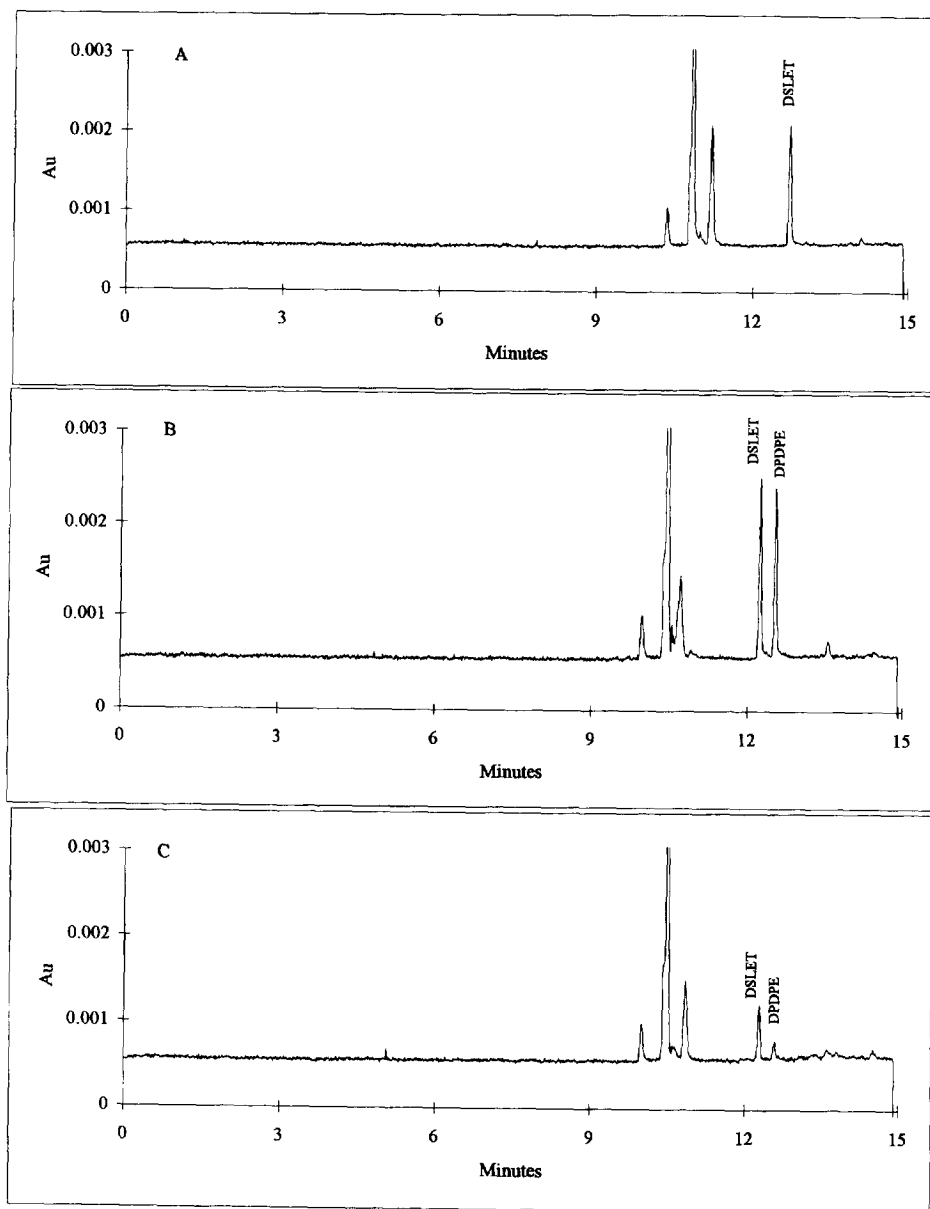 A
0.003
0.002
0.001
0
Au
DSLET
0 3 6 9 12 15
Minutes
B
0.003
0.002
0.001
0
Au
DSLET
DPDPE
0 3 6 9 12 15
Minutes
C
0.003
0.002
0.001
0
Au
DSLET
DPDPE
0 3 6 9 12 15
Minutes